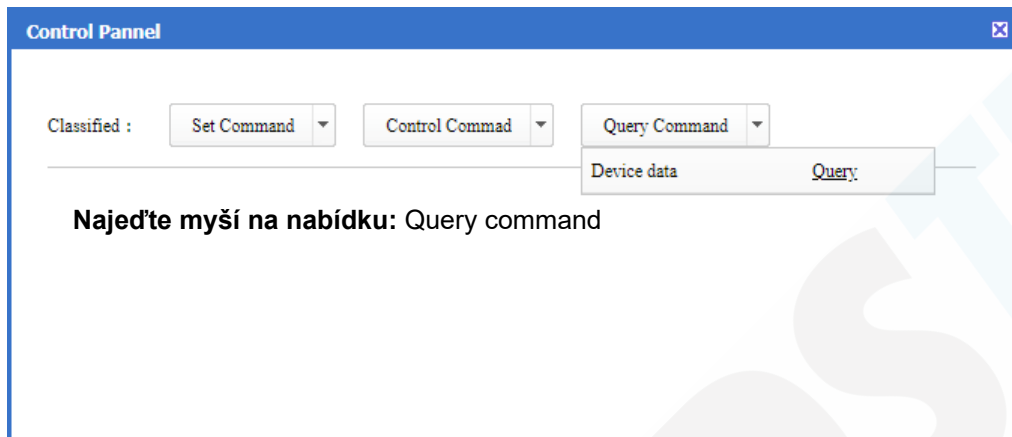 Control Pannel
Classified : Set Command Control Commad Query Command
Device data Query
Najeďte myší na nabídku: Query command